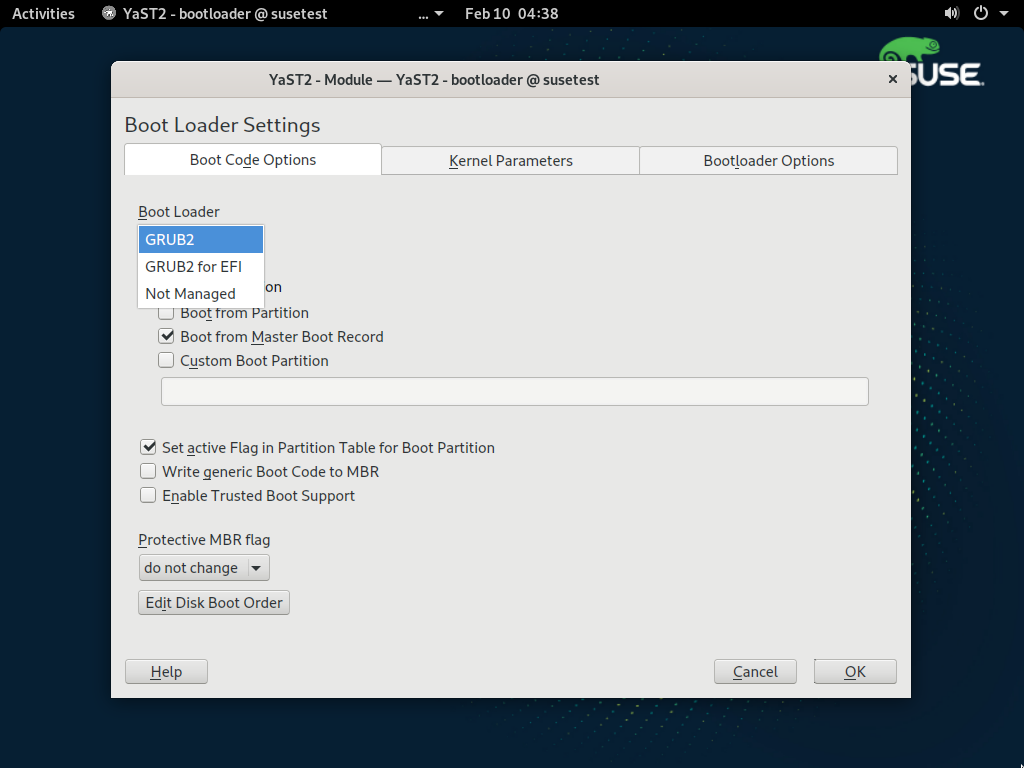 Activities YaST2 - bootloader @ susetest ... Feb 10 04:38
SUSE
YaST2 - Module — YaST2 - bootloader @ susetest
Boot Loader Settings
Boot Code Options Kernel Parameters Bootloader Options
Boot Loader
GRUB2
GRUB2 for EFI
on
Not Managed
Boot from Partition
Boot from Master Boot Record
Custom Boot Partition
Set active Flag in Partition Table for Boot Partition
Write generic Boot Code to MBR
Enable Trusted Boot Support
Protective MBR flag
do not change
Edit Disk Boot Order
Help Cancel OK